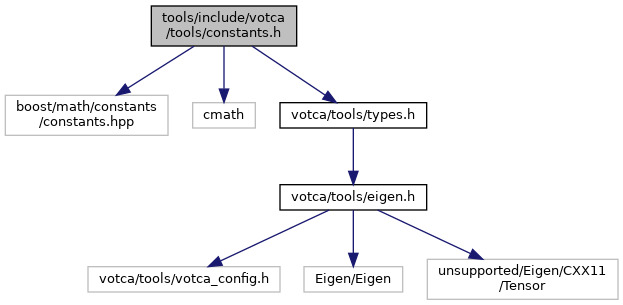 tools/include/votca
/tools/constants.h
boost/math/constants
/constants.hpp
cmath
votca/tools/types.h
votca/tools/eigen.h
votca/tools/votca_config.h
Eigen/Eigen
unsupported/Eigen/CXX11
/Tensor